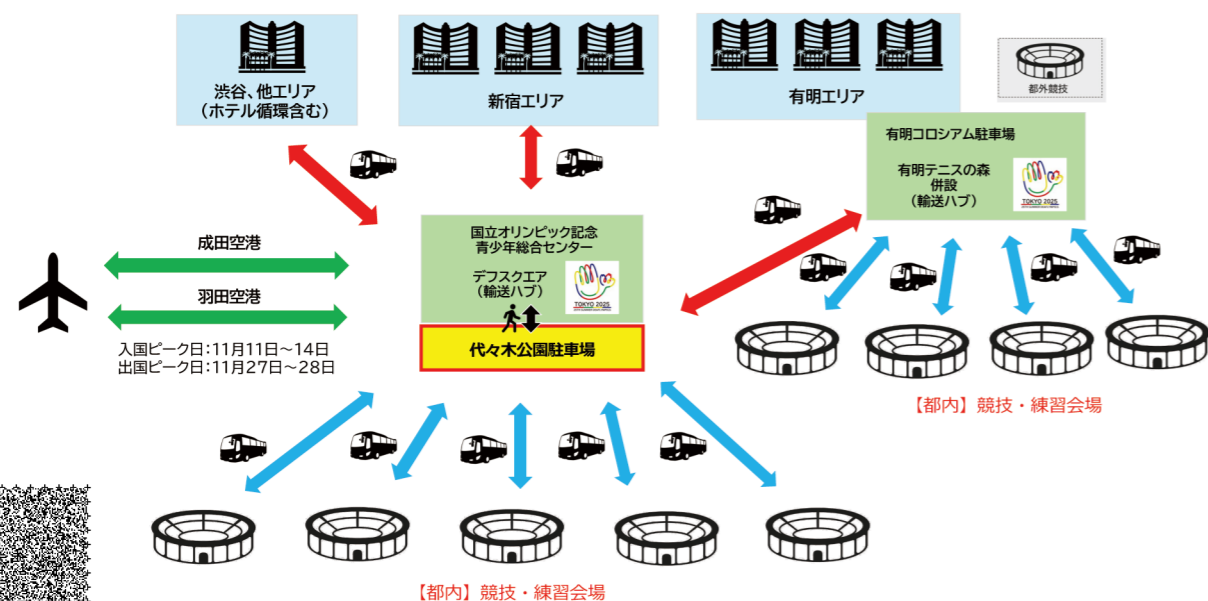 渋谷、他エリア
（ホテル循環含む）
新宿エリア
有明エリア
都外競技
有明コロシアム駐車場
有明テニスの森
併設
（輸送ハブ）
TOKYO 2025
成田空港
羽田空港
入国ピーク日：11月11日～14日
出国ピーク日：11月27日～28日
国立オリンピック記念
青少年総合センター
デフスクエア
（輸送ハブ）
TOKYO 2025
代々木公園駐車場
【都内】競技・練習会場
【都内】競技・練習会場